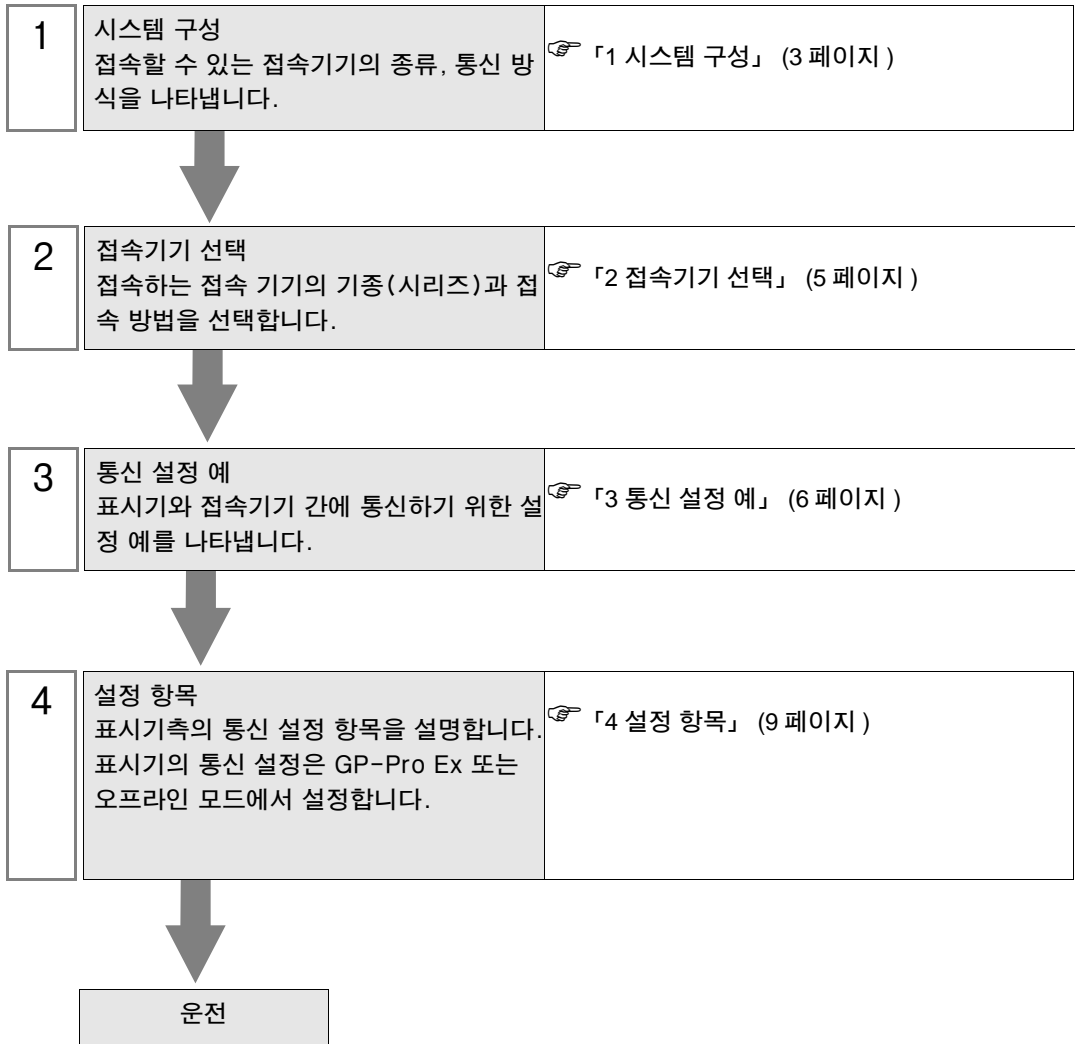 1
시스템 구성
접속할 수 있는 접속기기의 종류, 통신 방
식을 나타냅니다.
☞ 「1 시스템 구성」 (3 페이지 )
2
접속기기 선택
접속하는 접속 기기의 기종(시리즈)과 접
속 방법을 선택합니다.
☞ 「2 접속기기 선택」 (5 페이지 )
3
통신 설정 예
표시기와 접속기기 간에 통신하기 위한 설
정 예를 나타냅니다.
☞ 「3 통신 설정 예」 (6 페이지 )
4
설정 항목
표시기측의 통신 설정 항목을 설명합니다.
표시기의 통신 설정은 GP-Pro Ex 또는
오프라인 모드에서 설정합니다.
☞ 「4 설정 항목」 (9 페이지 )
운전